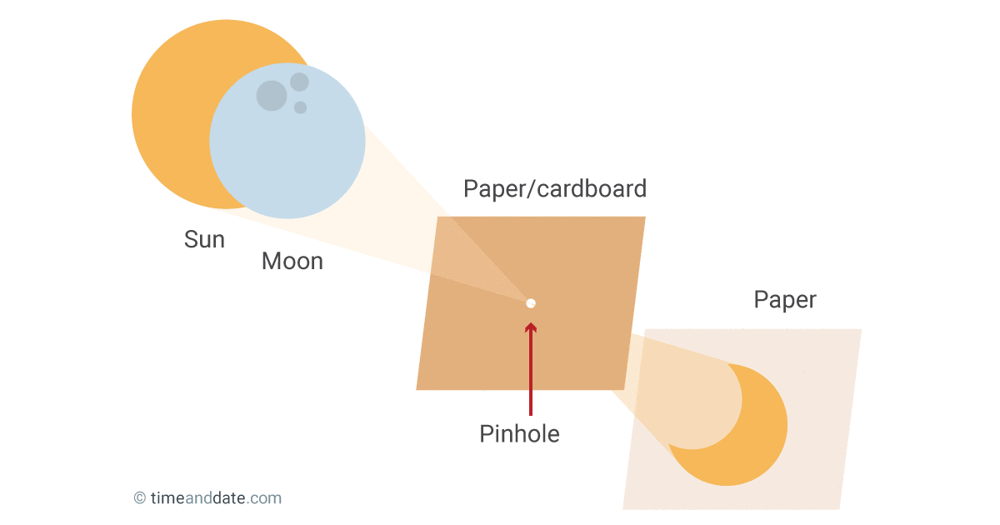 Paper/cardboard
Sun
Moon
Paper
Pinhole
© timeanddate.com